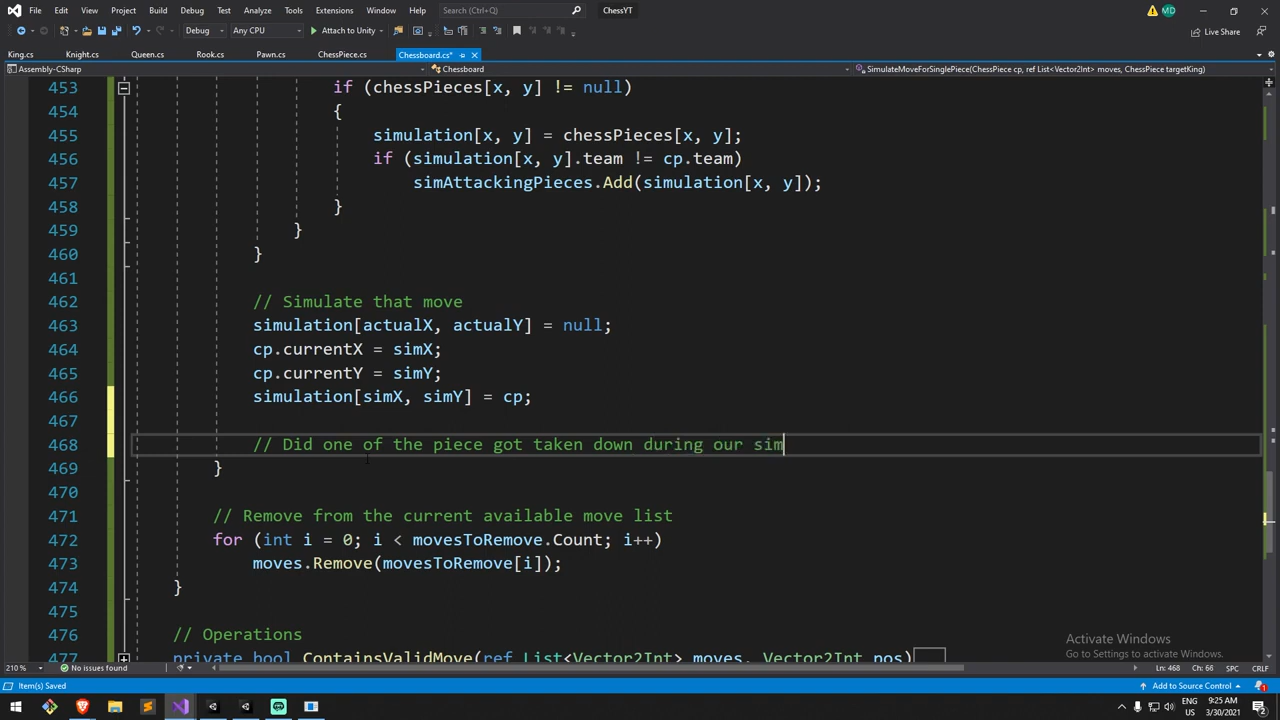 File Edit View Git Project Build Debug Test Analyze Tools Extensions Window Help Search (Ctrl+Q) ChessYT MD
Debug Any CPU Attach to Unity Live Share
King.cs Knight.cs Queen.cs Rook.cs Pawn.cs ChessPiece.cs Chessboard.cs*
Assembly-CSharp Chessboard SimulateMoveForSinglePiece(ChessPiece cp, ref List<Vector2Int> moves, ChessPiece targetKing)
453 if (chessPieces[x, y] != null)
454 {
455 simulation[x, y] = chessPieces[x, y];
456 if (simulation[x, y].team != cp.team)
457 simAttackingPieces.Add(simulation[x, y]);
458 }
459 }
460 }
461
462 // Simulate that move
463 simulation[actualX, actualY] = null;
464 cp.currentX = simX;
465 cp.currentY = simY;
466 simulation[simX, simY] = cp;
467
468 // Did one of the piece got taken down during our sim
469 }
470
471 // Remove from the current available move list
472 for (int i = 0; i < movesToRemove.Count; i++)
473 moves.Remove(movesToRemove[i]);
474 }
475
476 // Operations
477 private bool ContainsValidMove(ref List<Vector2Int> moves, Vector2Int pos)
Activate Windows
Go to Settings to activate Windows.
210 % No issues found Ln: 468 Ch: 66 SPC CRLF
Item(s) Saved Add to Source Control 1
9:25 AM
US 3/30/2021 2